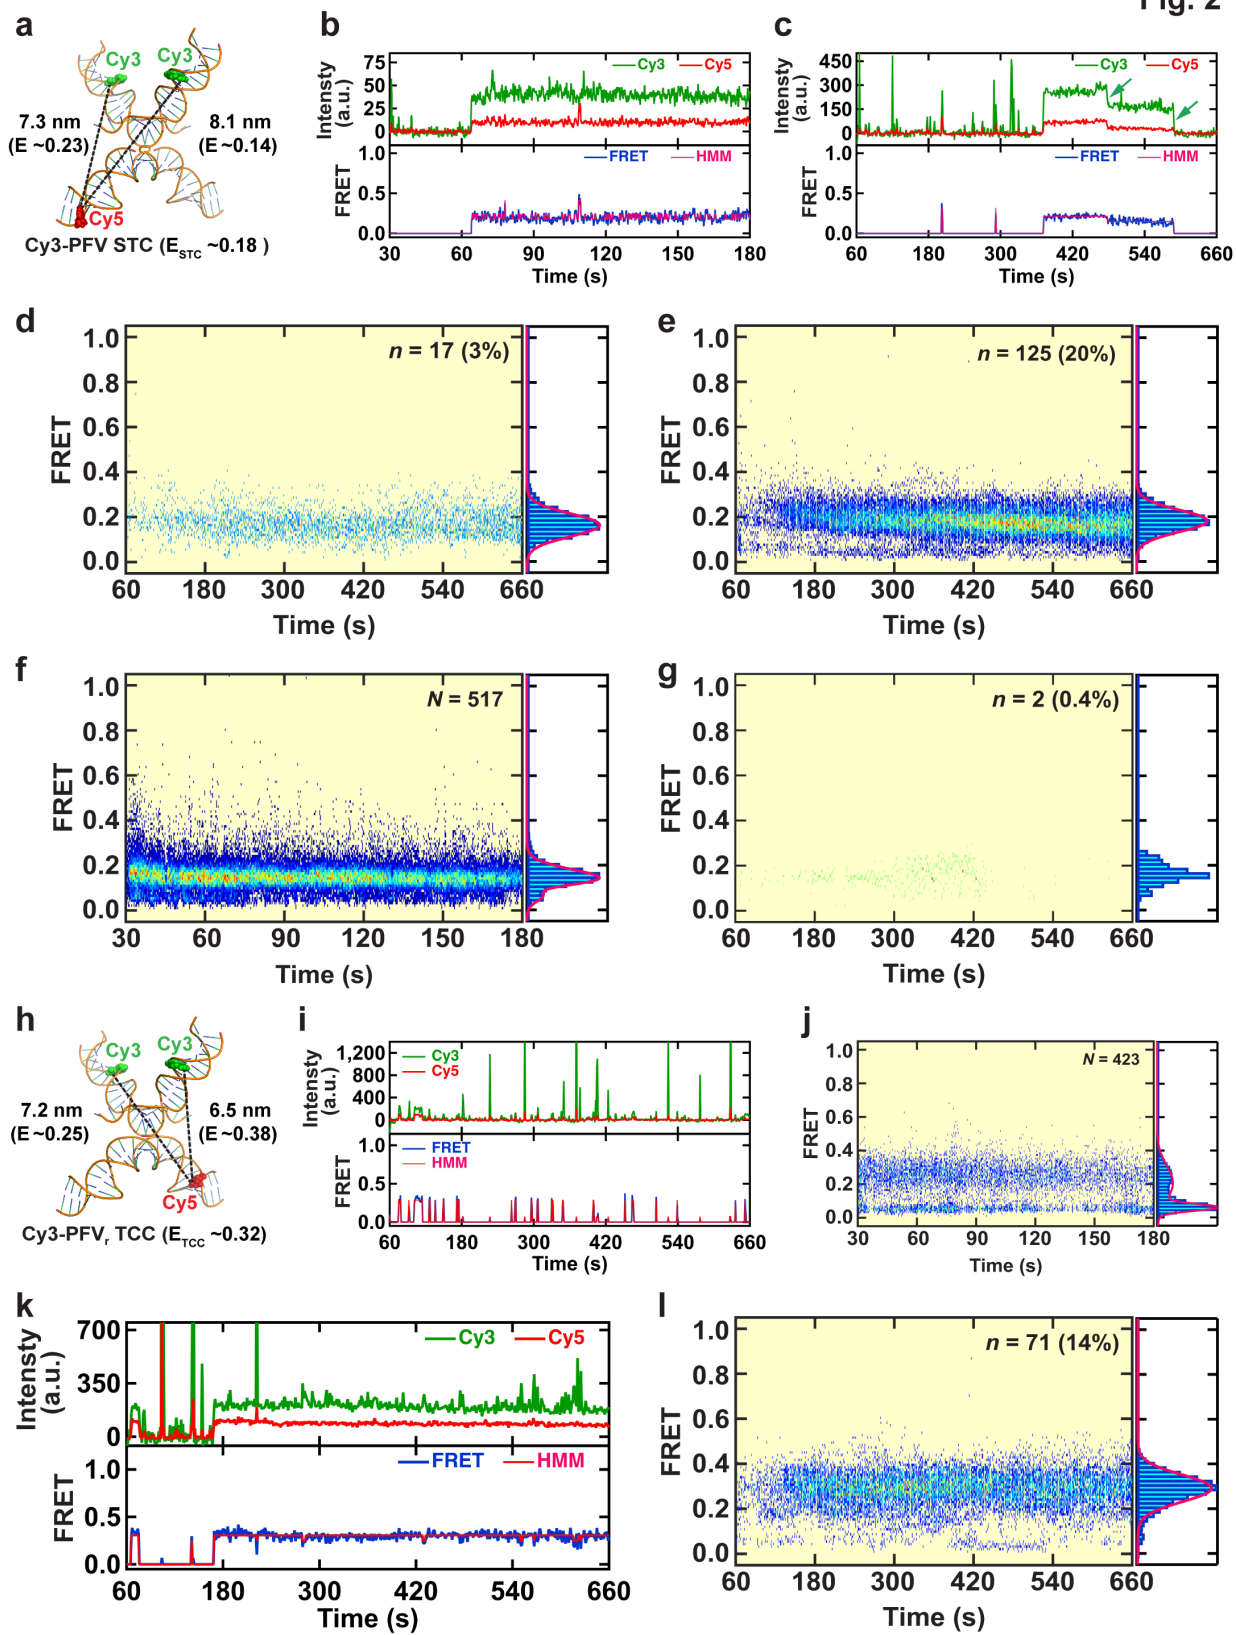 Fig. 2
a
Cy3
Cy3
7.3 nm
(E ~0.23)
8.1 nm
(E ~0.14)
Cy5
Cy3-PFV STC (E_STC ~0.18 )
b
Intensty
(a.u.)
75
50
25
0
Cy3
Cy5
FRET
1.0
0.5
0.0
FRET
HMM
30 60 90 120 150 180
Time (s)
c
Intensty
(a.u.)
450
300
150
0
Cy3
Cy5
FRET
1.0
0.5
0.0
FRET
HMM
60 180 300 420 540 660
Time (s)
d
FRET
1.0
0.8
0.6
0.4
0.2
0.0
n = 17 (3%)
60 180 300 420 540 660
Time (s)
e
FRET
1.0
0.8
0.6
0.4
0.2
0.0
n = 125 (20%)
60 180 300 420 540 660
Time (s)
f
FRET
1.0
0.8
0.6
0.4
0.2
0.0
N = 517
30 60 90 120 150 180
Time (s)
g
FRET
1.0
0.8
0.6
0.4
0.2
0.0
n = 2 (0.4%)
60 180 300 420 540 660
Time (s)
h
Cy3
Cy3
7.2 nm
(E ~0.25)
6.5 nm
(E ~0.38)
Cy5
Cy3-PFVr TCC (E_TCC ~0.32)
i
Intensty
(a.u.)
1,200
800
400
0
Cy3
Cy5
FRET
1.0
0.5
0.0
FRET
HMM
60 180 300 420 540 660
Time (s)
j
FRET
1.0
0.8
0.6
0.4
0.2
0.0
N = 423
30 60 90 120 150 180
Time (s)
k
Intensty
(a.u.)
700
350
0
Cy3
Cy5
FRET
1.0
0.5
0.0
FRET
HMM
60 180 300 420 540 660
Time (s)
l
FRET
1.0
0.8
0.6
0.4
0.2
0.0
n = 71 (14%)
60 180 300 420 540 660
Time (s)